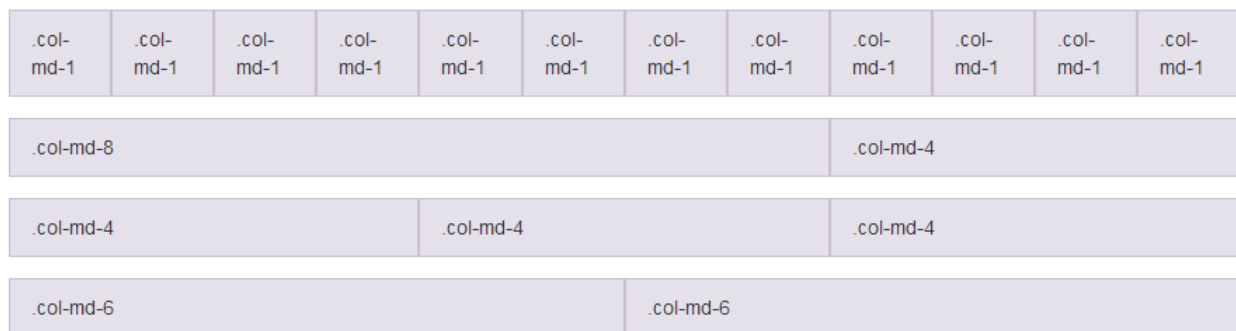 .col- .col- .col- .col- .col- .col- .col- .col- .col- .col- .col- .col-
md-1 md-1 md-1 md-1 md-1 md-1 md-1 md-1 md-1 md-1 md-1 md-1
.col-md-8 .col-md-4
.col-md-4 .col-md-4 .col-md-4
.col-md-6 .col-md-6